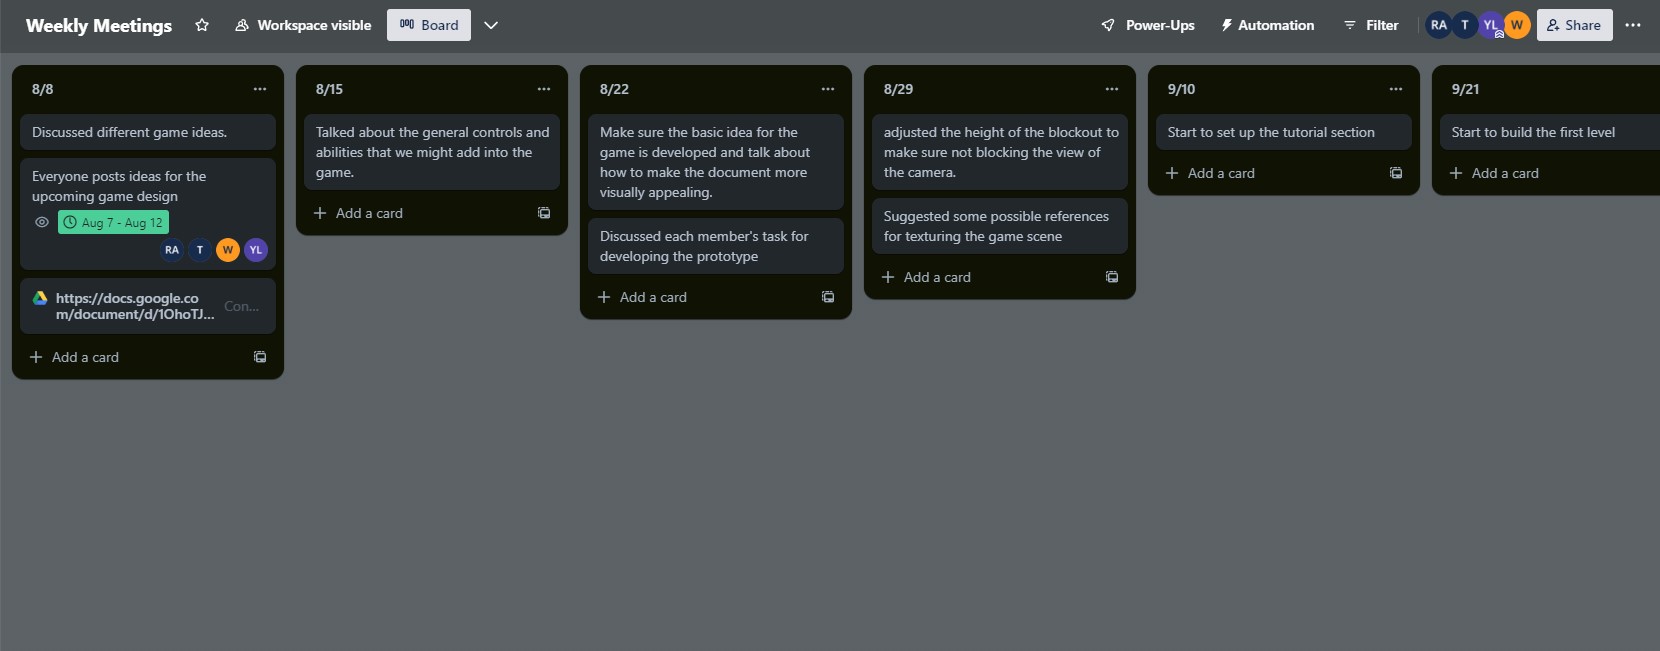 Weekly Meetings
Workspace visible
Board
Power-Ups
Automation
Filter
RA
T
YL
W
Share
8/8
Discussed different game ideas.
Everyone posts ideas for the
upcoming game design
Aug 7 - Aug 12
RA
T
W
YL
https://docs.google.co
m/document/d/1OhoTJ...
Con...
Add a card
8/15
Talked about the general controls and
abilities that we might add into the
game.
Add a card
8/22
Make sure the basic idea for the
game is developed and talk about
how to make the document more
visually appealing.
Discussed each member's task for
developing the prototype
Add a card
8/29
adjusted the height of the blockout to
make sure not blocking the view of
the camera.
Suggested some possible references
for texturing the game scene
Add a card
9/10
Start to set up the tutorial section
Add a card
9/21
Start to build the first level
Add a card